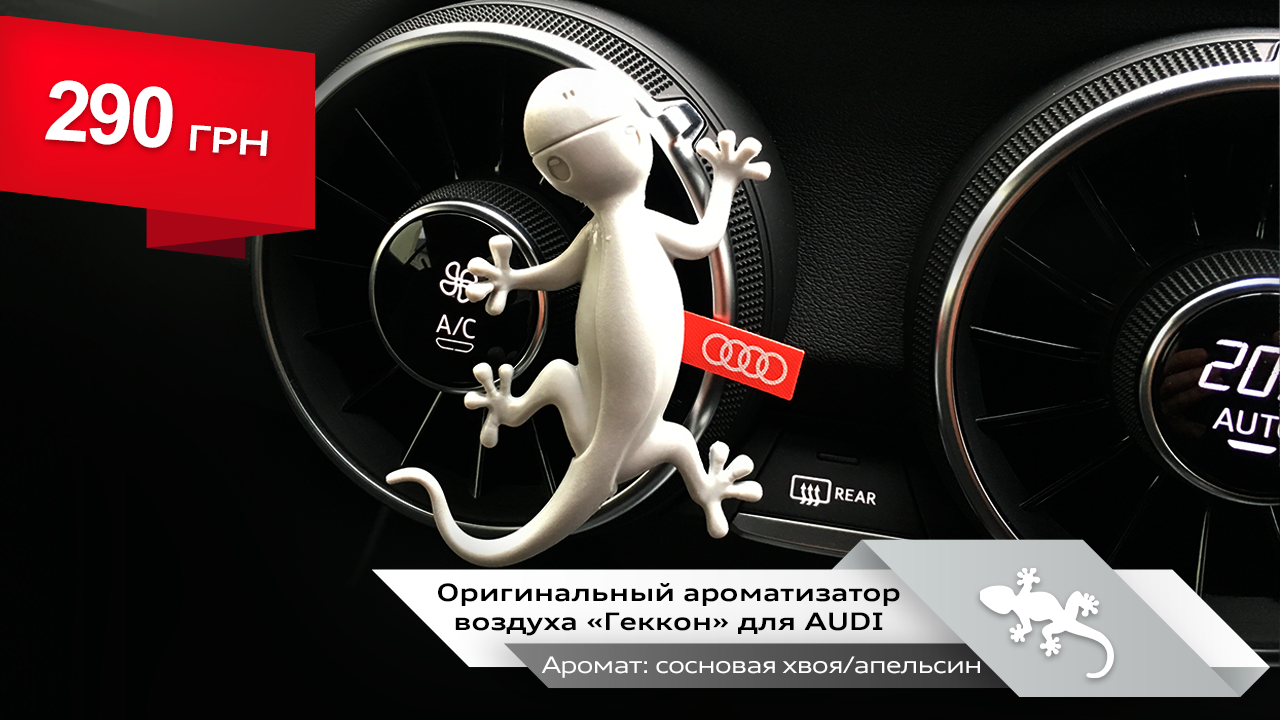 290 ГРН
A/C
REAR
AUTO
Оригинальный ароматизатор
воздуха «Геккон» для AUDI
Аромат: сосновая хвоя/апельсин